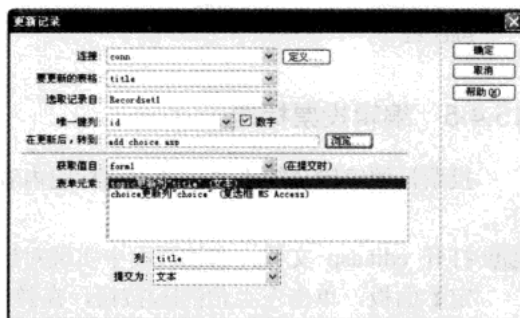 更新记录
连接: conn 定义...
要更新的表格: title
选取记录自: Recordset1
唯一键列: id 数字
在更新后,转到: add_choice.asp 浏览...
获取值自: form1 (在提交时)
表单元素:
choice更新列"choice" (复选框 MS Access)
列: title
提交为: 文本
确定
取消
帮助(H)